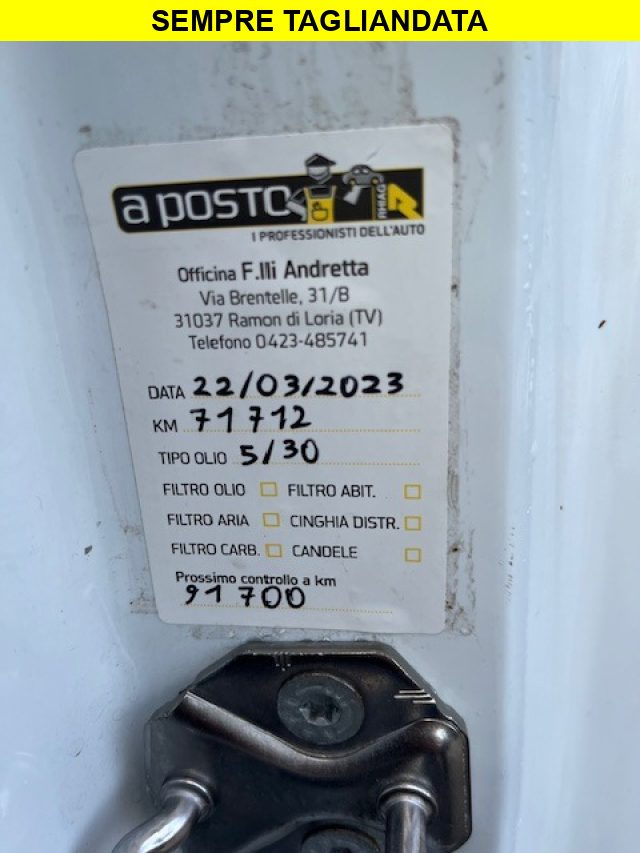 SEMPRE TAGLIANDATA
a posto
RHIAG
I PROFESSIONISTI DELL'AUTO
Officina F.lli Andretta
Via Brentelle, 31/B
31037 Ramon di Loria (TV)
Telefono 0423-485741
DATA 22/03/2023
KM 71712
TIPO OLIO 5/30
FILTRO OLIO FILTRO ABIT.
FILTRO ARIA CINGHIA DISTR.
FILTRO CARB. CANDELE
Prossimo controllo a km
91700